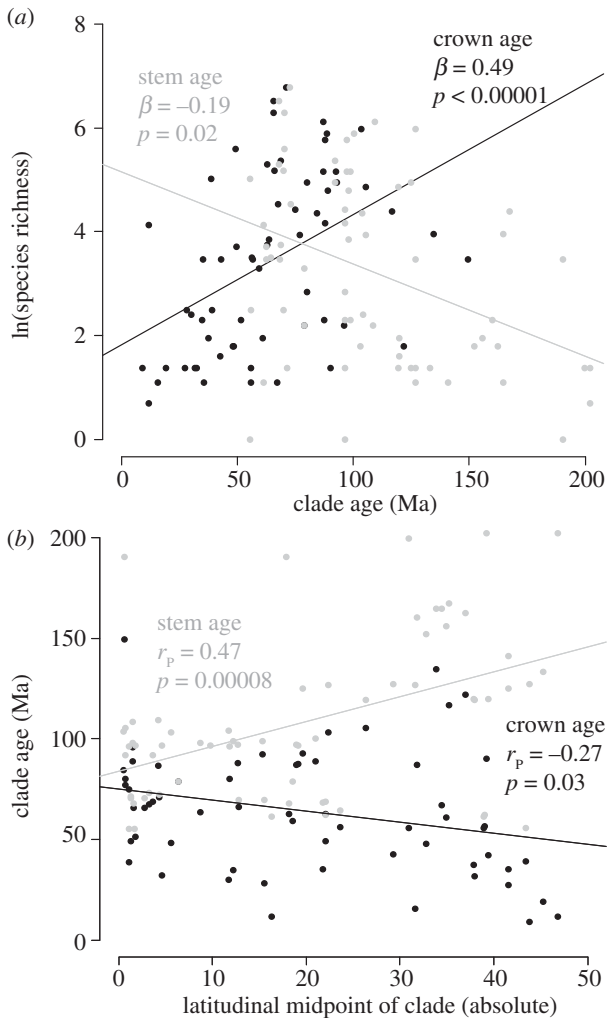 (a)
8
6
4
2
0
ln(species richness)
stem age
β = –0.19
p = 0.02
crown age
β = 0.49
p < 0.00001
0 50 100 150 200
clade age (Ma)
(b)
200
150
100
50
0
clade age (Ma)
stem age
rP = 0.47
p = 0.00008
crown age
rP = –0.27
p = 0.03
0 10 20 30 40 50
latitudinal midpoint of clade (absolute)